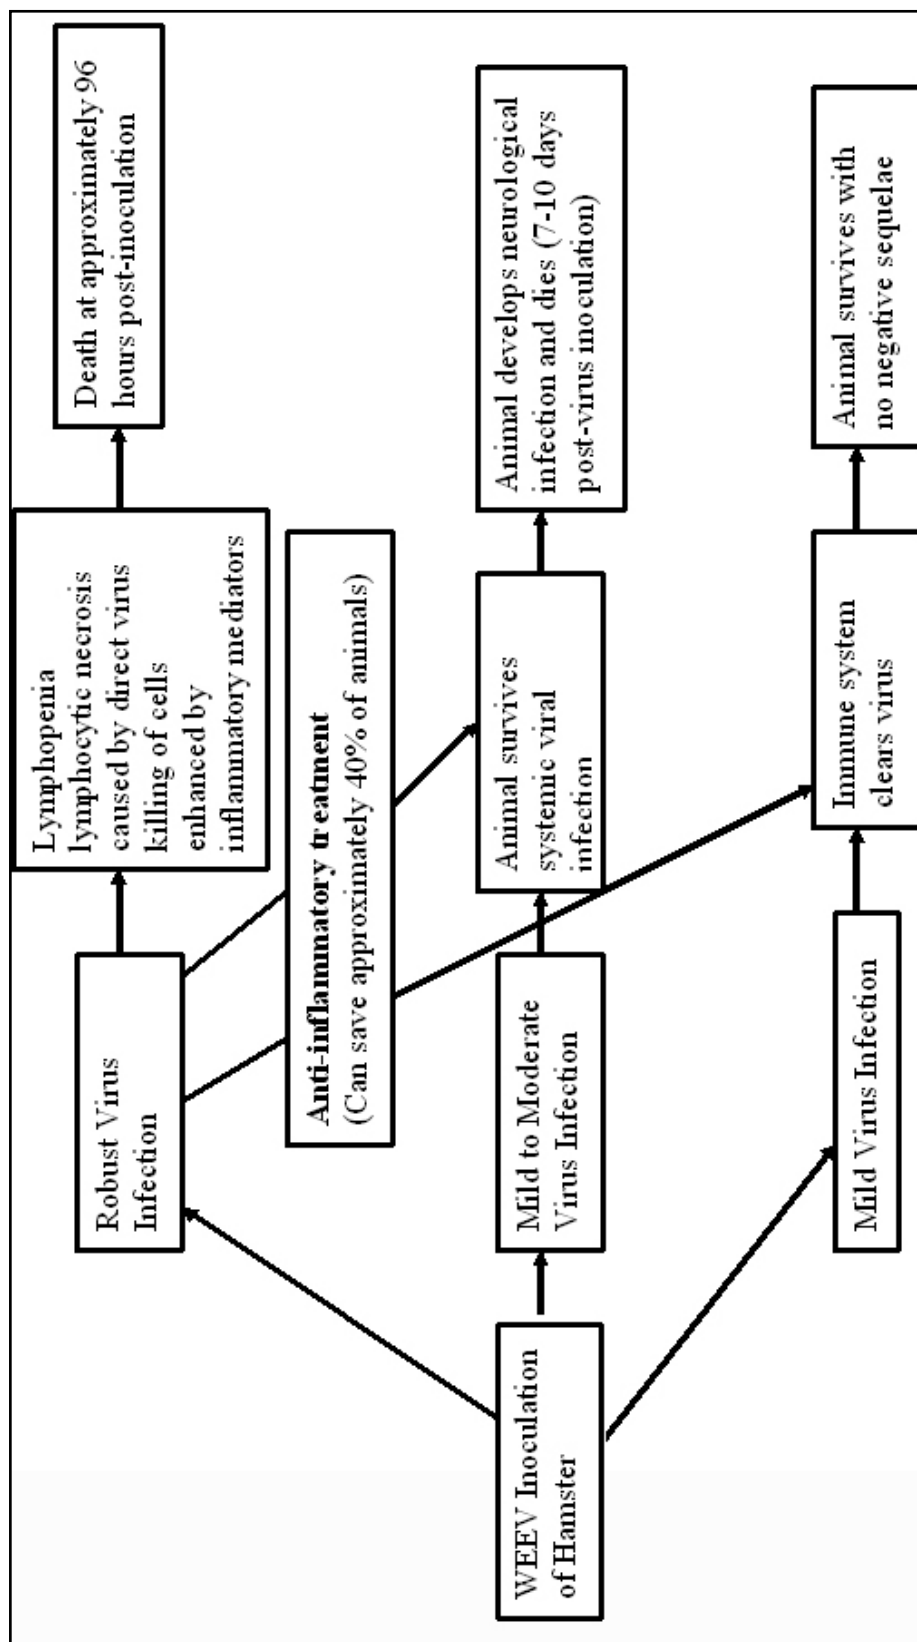 WEEV Inoculation
of Hamster
Robust Virus
Infection
Lymphopenia
lymphocytic necrosis
caused by direct virus
killing of cells
enhanced by
inflammatory mediators
Death at approximately 96
hours post-inoculation
Anti-inflammatory treatment
(Can save approximately 40% of animals)
Mild to Moderate
Virus Infection
Animal survives
systemic viral
infection
Animal develops neurological
infection and dies (7-10 days
post-virus inoculation)
Mild Virus Infection
Immune system
clears virus
Animal survives with
no negative sequelae